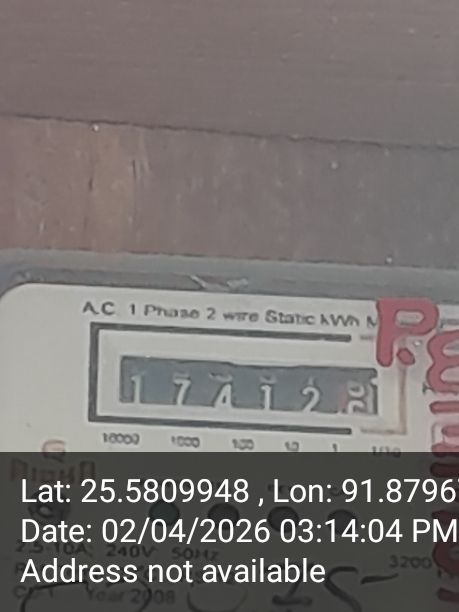 A.C. 1 Phase 2 wire Static kWh
1 7 4 1 2
10000 1000 100 10 1 1/10
Lat: 25.5809948 , Lon: 91.8796
Date: 02/04/2026 03:14:04 PM
240V 50Hz
3200
Address not available
Year 2008